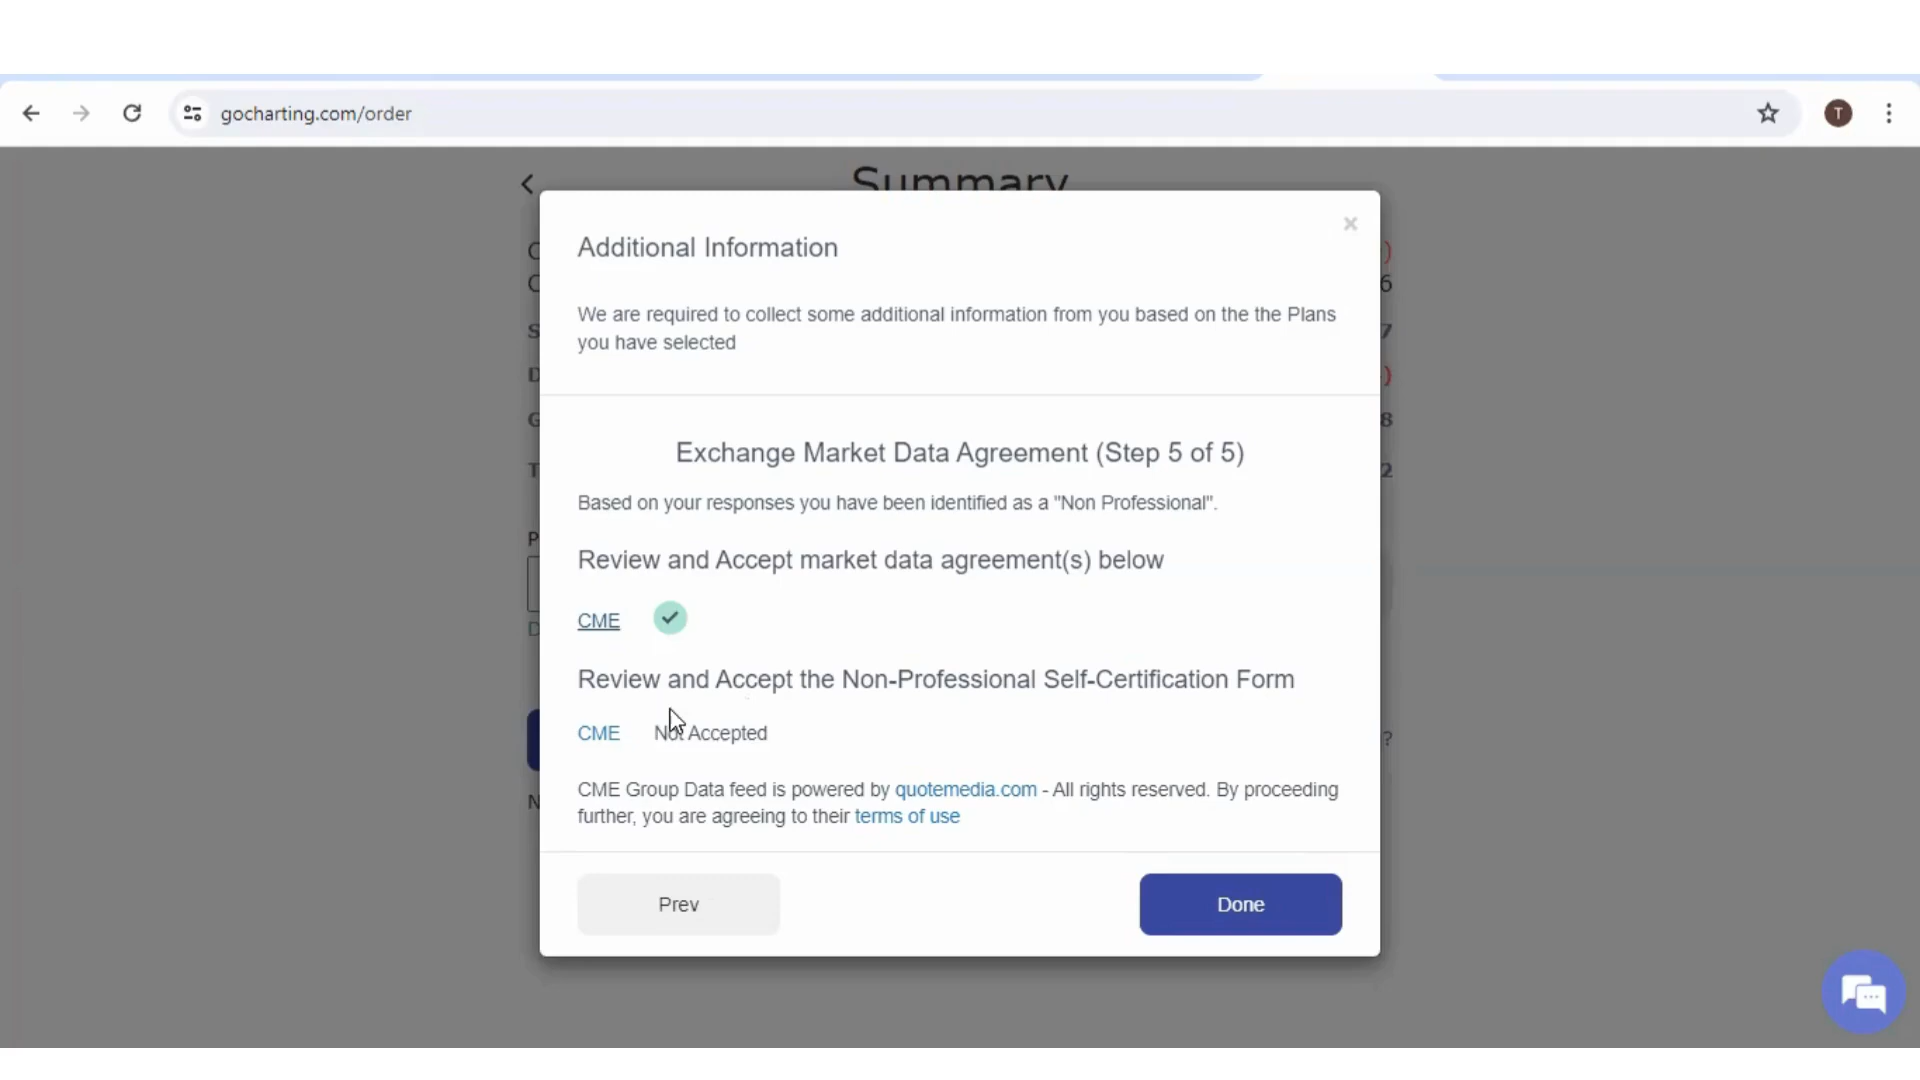 gocharting.com/order
T
Summary
Additional Information
We are required to collect some additional information from you based on the the Plans
you have selected
Exchange Market Data Agreement (Step 5 of 5)
Based on your responses you have been identified as a "Non Professional".
Review and Accept market data agreement(s) below
CME
Review and Accept the Non-Professional Self-Certification Form
CME Not Accepted
CME Group Data feed is powered by quotemedia.com - All rights reserved. By proceeding
further, you are agreeing to their terms of use
Prev Done